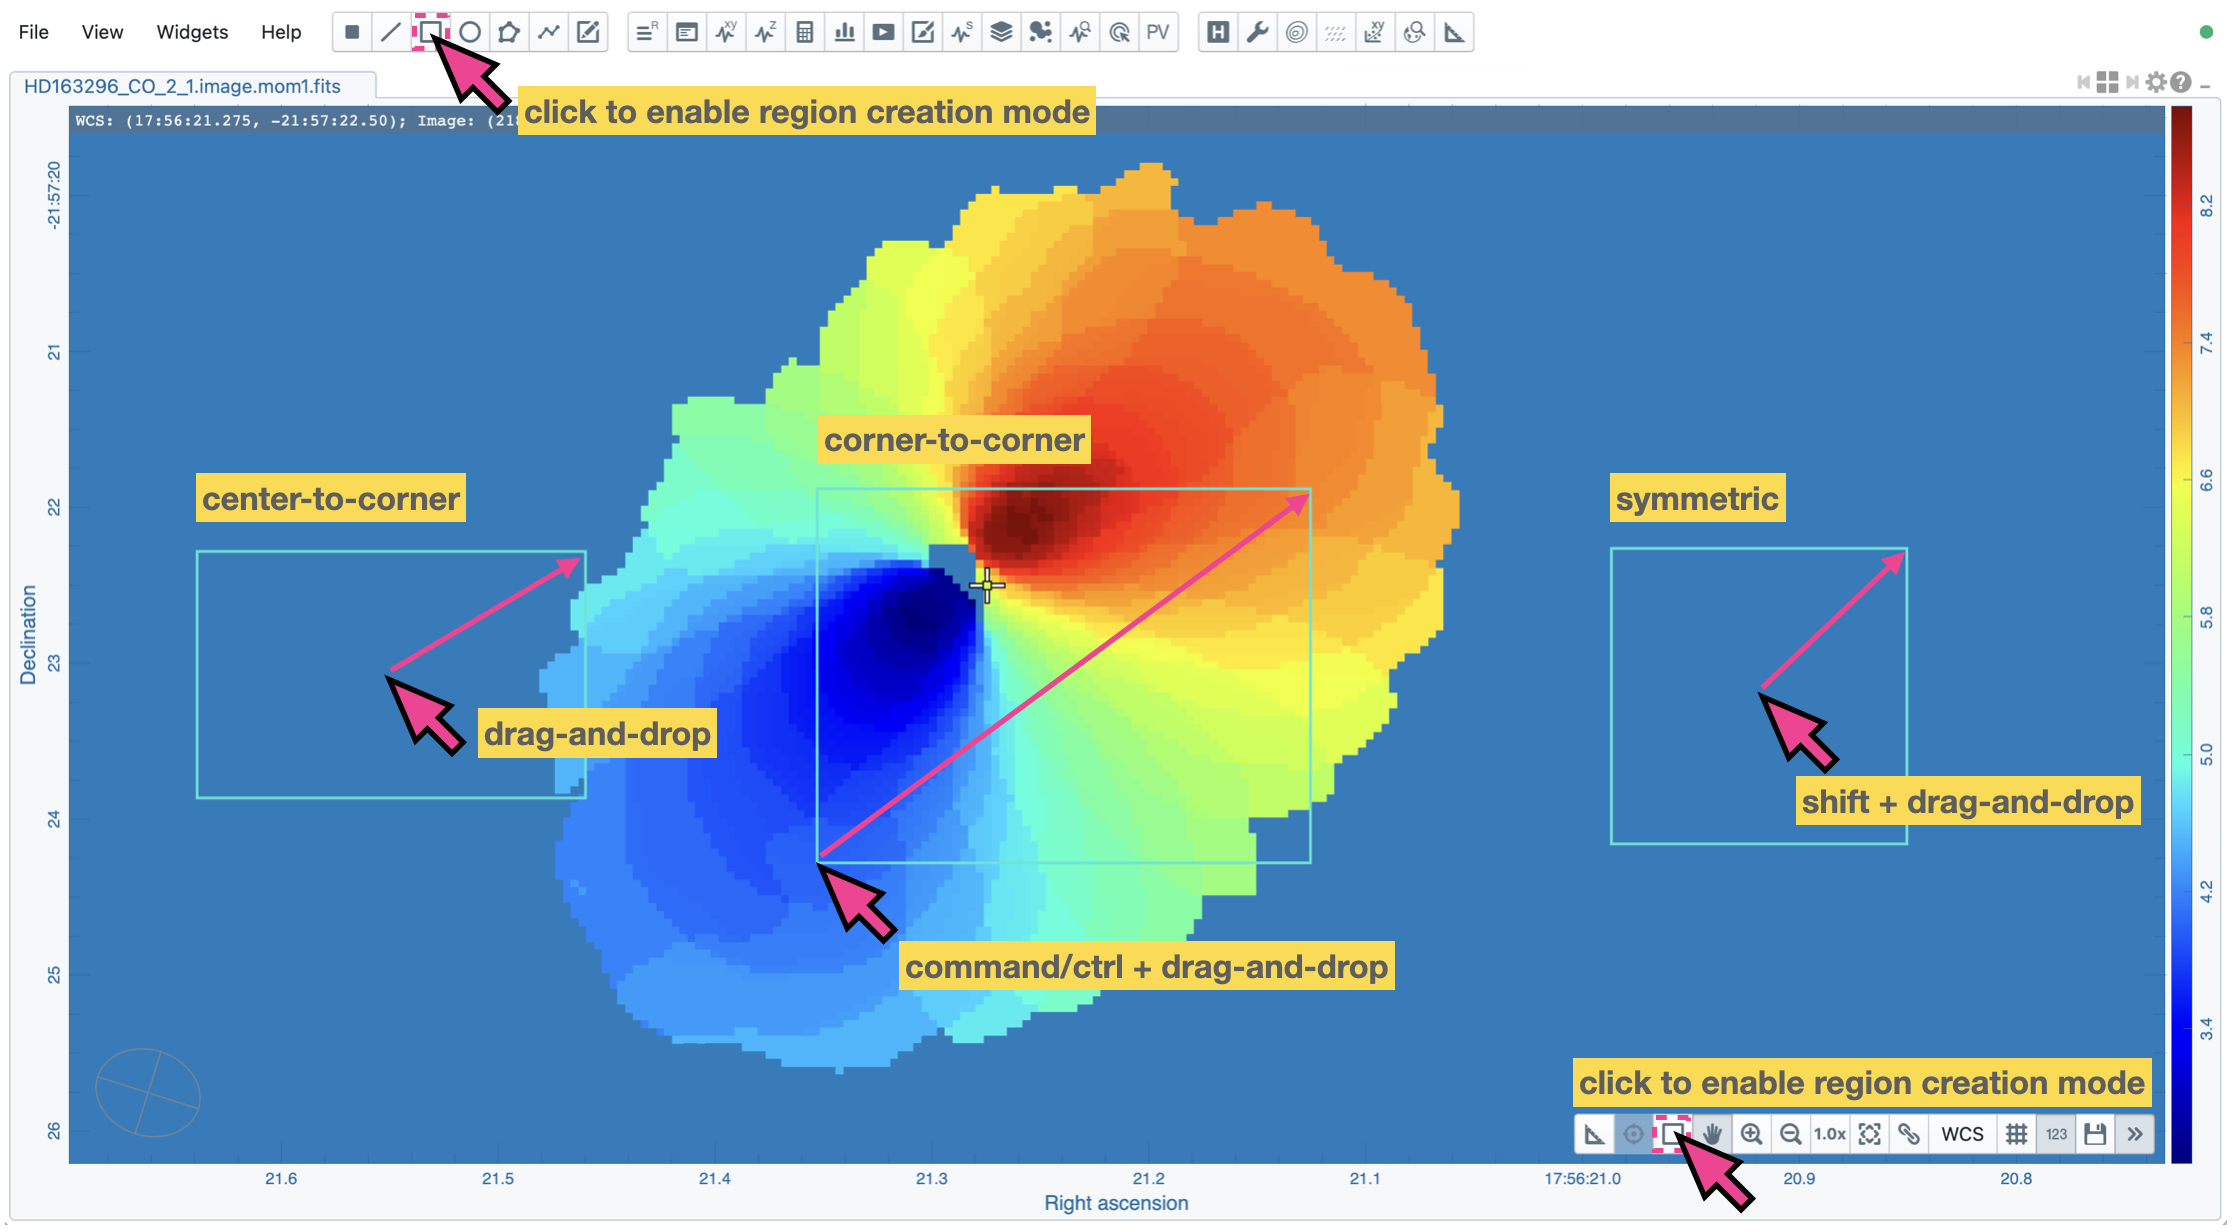 File View Widgets Help
R XY Z S PV H XY
HD163296_CO_2_1.image.mom1.fits
click to enable region creation mode
WCS: (17:56:21.275, -21:57:22.50); Image: (21
-21:57:20
21
22
23
24
25
26
Declination
8.2
7.4
6.6
5.8
5.0
4.2
3.4
corner-to-corner
center-to-corner
symmetric
drag-and-drop
shift + drag-and-drop
command/ctrl + drag-and-drop
click to enable region creation mode
1.0x WCS 123
21.6 21.5 21.4 21.3 21.2 21.1 17:56:21.0 20.9 20.8
Right ascension